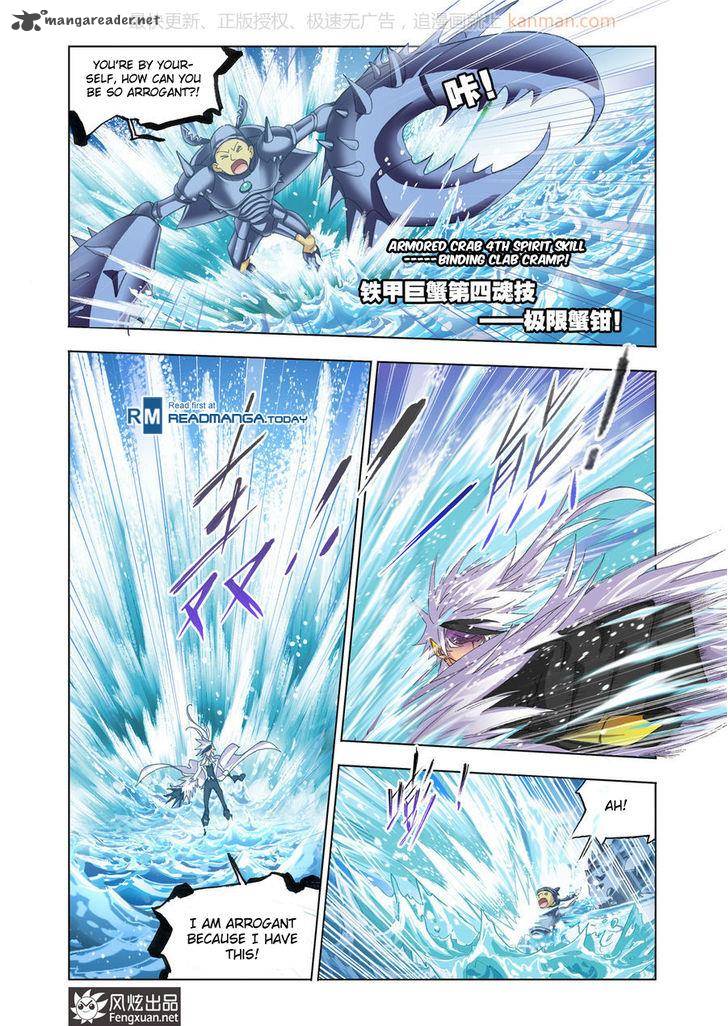 mangareader.net
最快更新、正版授权、极速无广告，追漫画就上 kanman.com
YOU'RE BY YOUR-
SELF, HOW CAN YOU
BE SO ARROGANT?!
咔!
ARMORED CRAB 4TH SPIRIT SKILL
-----BINDING CLAB CRAMP!
铁甲巨蟹第四魂技
——极限蟹钳!
Read first at
RM READMANGA.TODAY
AH!
I AM ARROGANT
BECAUSE I HAVE
THIS!
风炫出品
Fengxuan.net